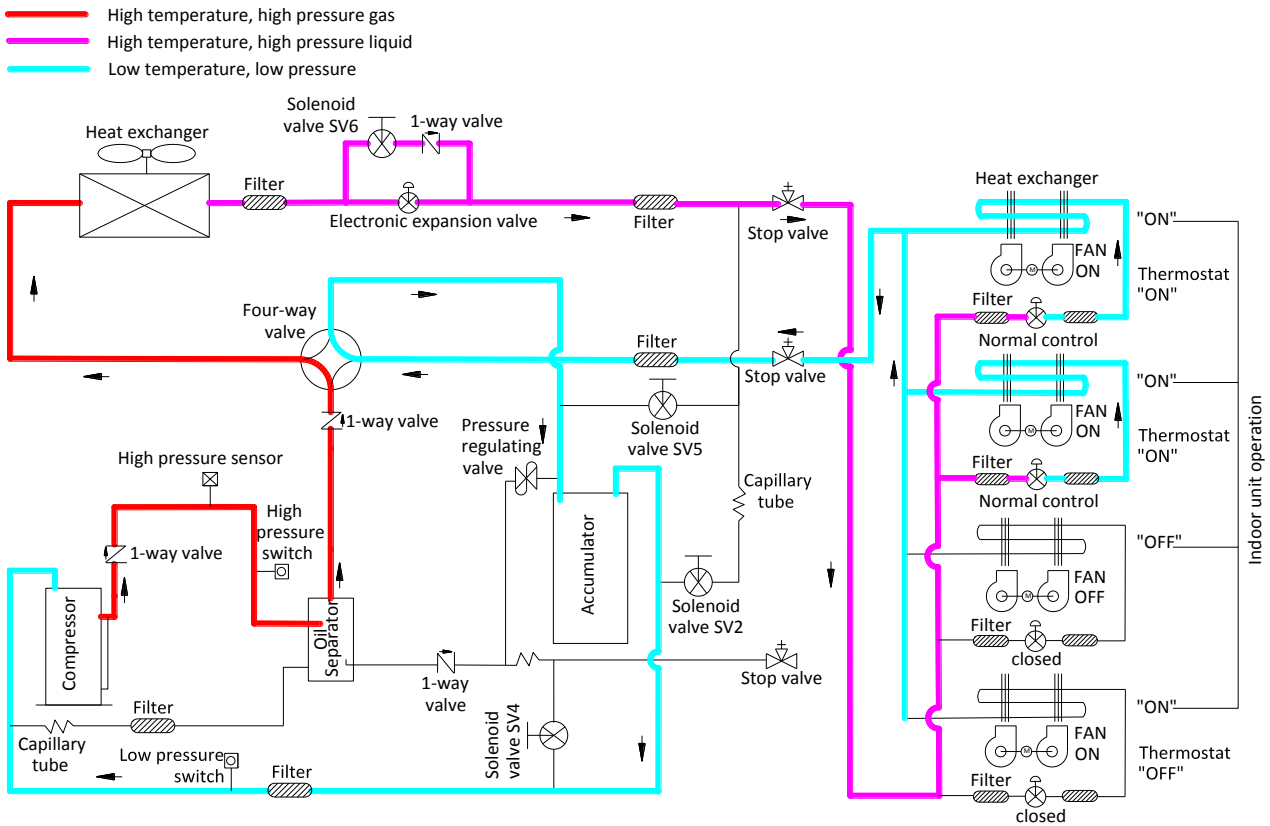 High temperature, high pressure gas
High temperature, high pressure liquid
Low temperature, low pressure
Solenoid
valve SV6
1-way valve
Heat exchanger
Filter
Electronic expansion valve
Filter
Stop valve
Heat exchanger
"ON"
FAN
ON
Thermostat
"ON"
M
Filter
Normal control
Four-way
valve
Filter
Stop valve
"ON"
FAN
ON
Thermostat
"ON"
M
Filter
Normal control
1-way valve
Pressure
regulating
valve
Solenoid
valve SV5
Capillary
tube
High pressure sensor
High
pressure
switch
1-way valve
Accumulator
Solenoid
valve SV2
"OFF"
FAN
OFF
M
Filter
closed
Indoor unit operation
Compressor
Oil
Separator
1-way
valve
Stop valve
Filter
Capillary
tube
Low pressure
switch
Filter
Solenoid
valve SV4
"ON"
FAN
ON
Thermostat
"OFF"
M
Filter
closed